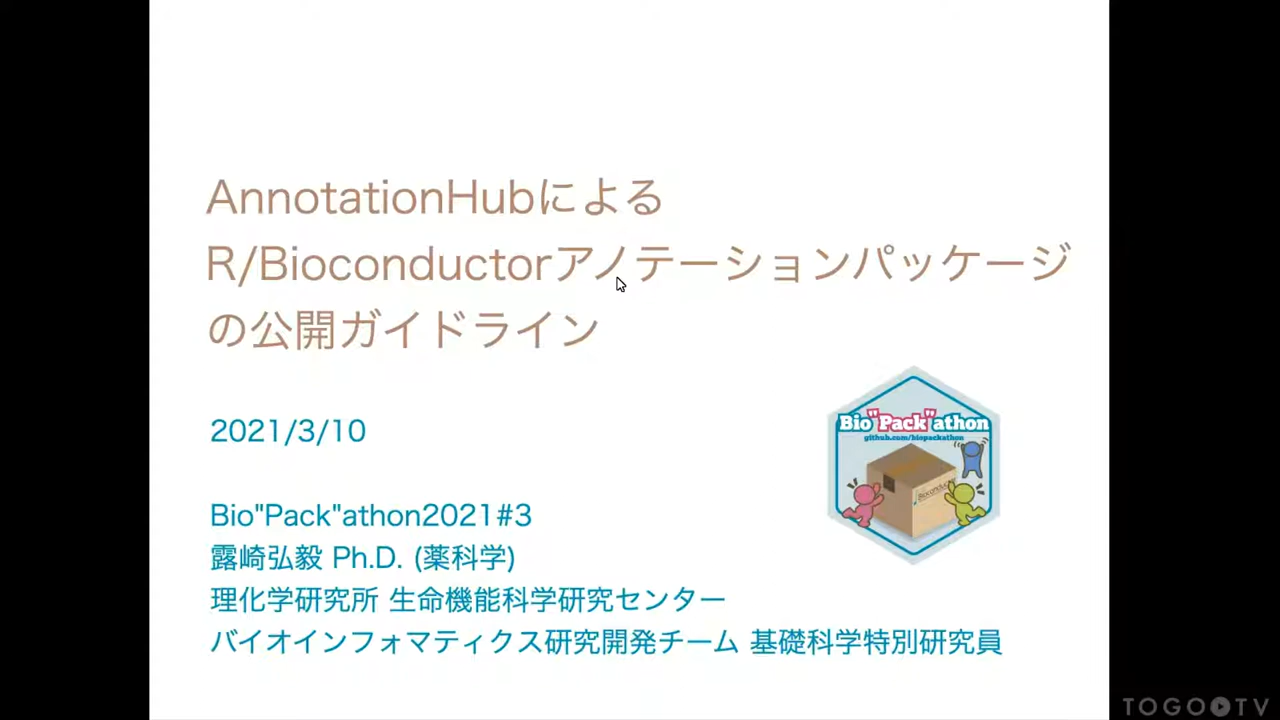 AnnotationHubによる
R/Bioconductorアノテーションパッケージ
の公開ガイドライン
2021/3/10
Bio"Pack"athon
github.com/biopackathon
Bioconductor
Bio"Pack"athon2021#3
露崎弘毅 Ph.D. (薬科学)
理化学研究所 生命機能科学研究センター
バイオインフォマティクス研究開発チーム 基礎科学特別研究員
TOGOTV